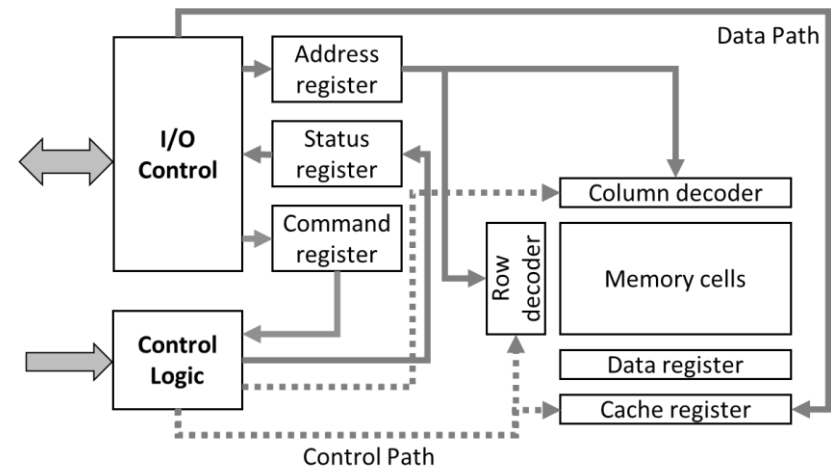 Data Path
Address
register
I/O
Control
Status
register
Column decoder
Command
register
Row
decoder
Memory cells
Control
Logic
Data register
Cache register
Control Path